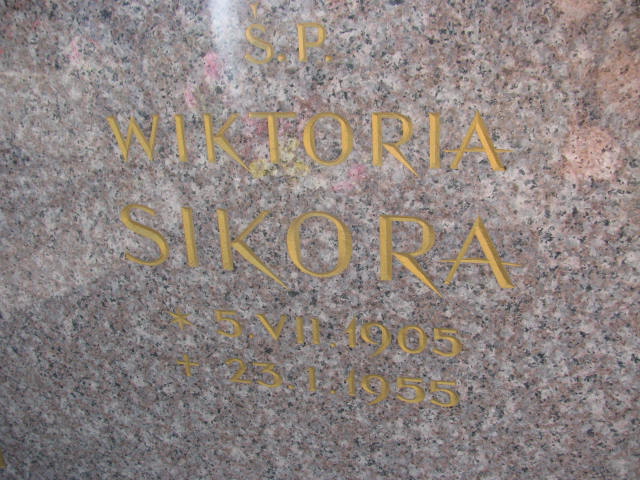 Ś.P.
WIKTORIA
SIKORA
* 5.VII.1905
+ 23.I.1955